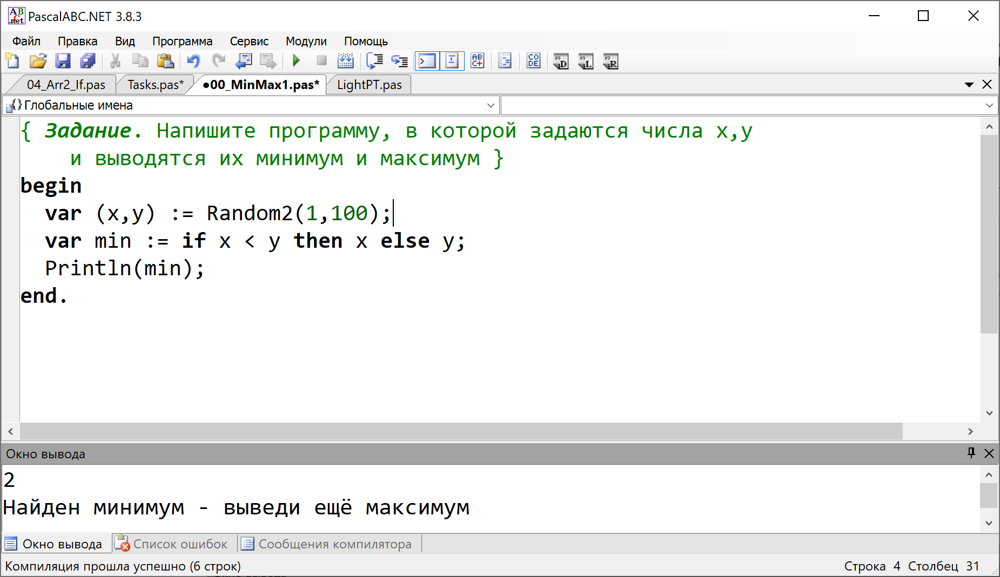 PascalABC.NET 3.8.3
Файл Правка Вид Программа Сервис Модули Помощь
04_Arr2_If.pas Tasks.pas* ●00_MinMax1.pas* LightPT.pas
Глобальные имена
{ Задание. Напишите программу, в которой задаются числа x,y
и выводятся их минимум и максимум }
begin
var (x,y) := Random2(1,100);
var min := if x < y then x else y;
Println(min);
end.
Окно вывода
2
Найден минимум - выведи ещё максимум
Окно вывода Список ошибок Сообщения компилятора
Компиляция прошла успешно (6 строк) Строка 4 Столбец 31